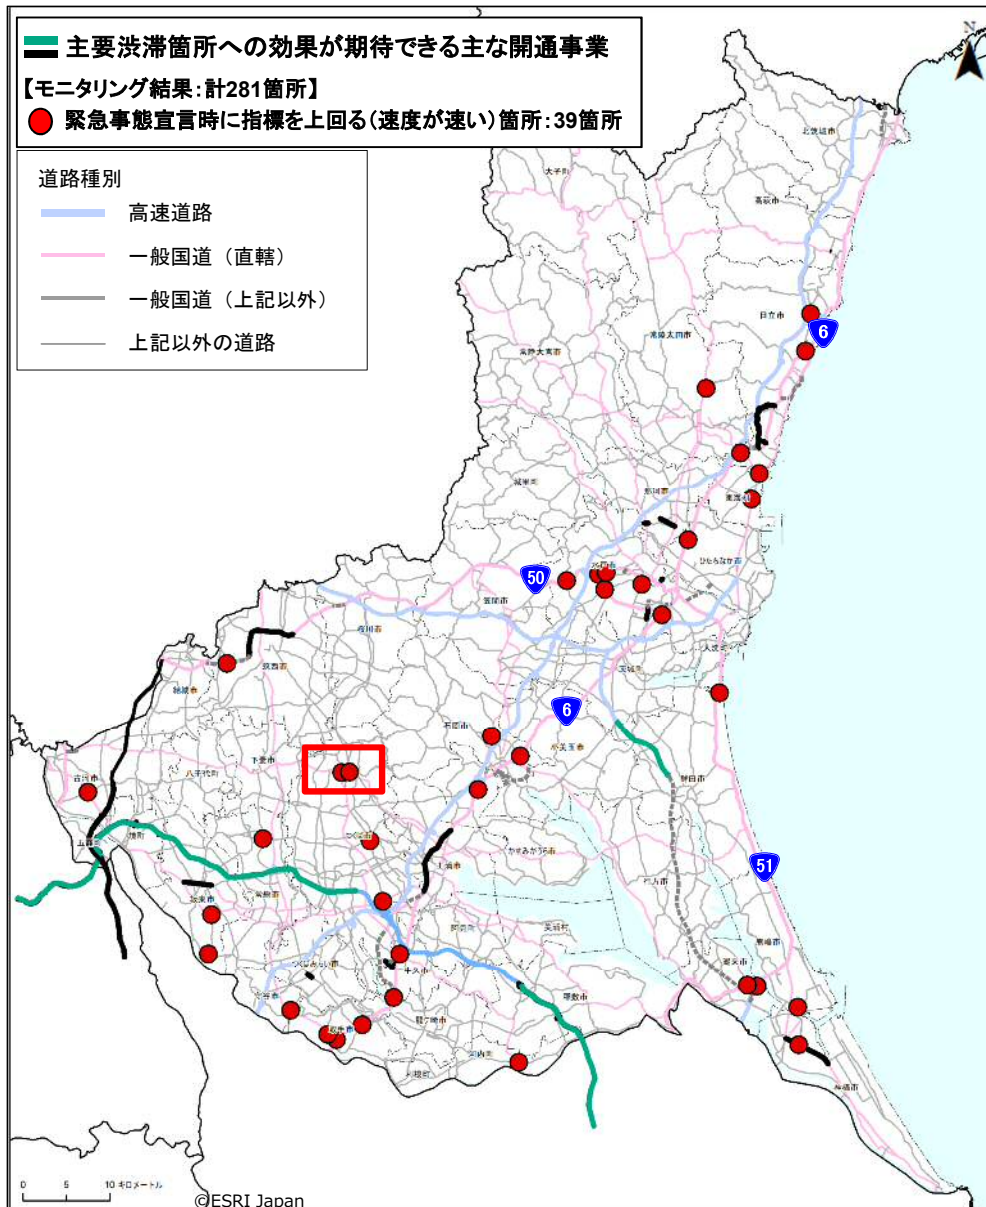 主要渋滞箇所への効果が期待できる主な開通事業
【モニタリング結果:計281箇所】
緊急事態宣言時に指標を上回る(速度が速い)箇所:39箇所
N
道路種別
高速道路
一般国道(直轄)
一般国道(上記以外)
上記以外の道路
北茨城市
大子町
高萩市
日立市
6
常陸太田市
常陸大宮市
城里町
那珂市
東海村
ひたちなか市
水戸市
50
笠間市
桜川市
筑西市
結城市
茨城町
大洗町
6
石岡市
小美玉市
下妻市
八千代町
古河市
鉾田市
五霞町
境町
つくば市
かすみがうら市
土浦市
51
行方市
坂東市
常総市
阿見町
美浦村
鹿嶋市
潮来市
つくばみらい市
牛久市
守谷市
稲敷市
龍ケ崎市
取手市
河内町
利根町
神栖市
0 5 10 キロメートル
©ESRI Japan